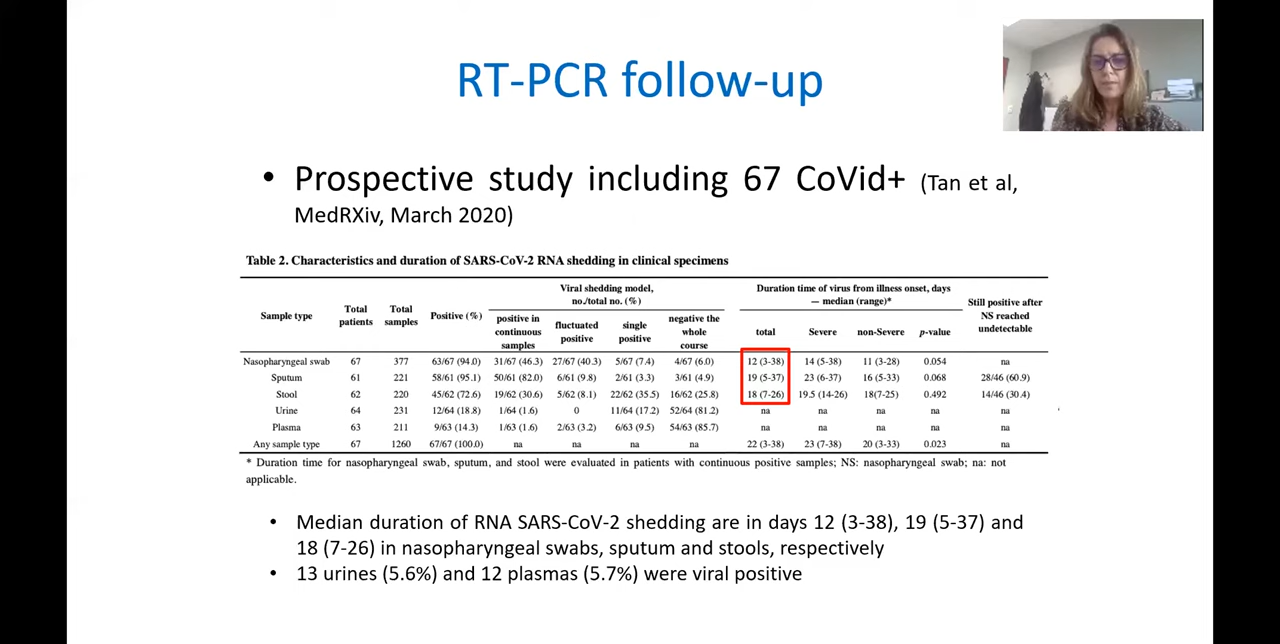 RT-PCR follow-up
• Prospective study including 67 CoVid+ (Tan et al,
MedRXiv, March 2020)
Table 2. Characteristics and duration of SARS-CoV-2 RNA shedding in clinical specimens
Sample type Total patients Total samples Positive (%) Viral shedding model, no./total no. (%) Duration time of virus from illness onset, days — median (range)* Still positive after NS reached undetectable
positive in continuous samples fluctuated positive single positive negative the whole course total Severe non-Severe p-value
Nasopharyngeal swab 67 377 63/67 (94.0) 31/67 (46.3) 27/67 (40.3) 5/67 (7.4) 4/67 (6.0) 12 (3-38) 14 (5-38) 11 (3-28) 0.054 na
Sputum 61 221 58/61 (95.1) 50/61 (82.0) 6/61 (9.8) 2/61 (3.3) 3/61 (4.9) 19 (5-37) 23 (6-37) 16 (5-33) 0.068 28/46 (60.9)
Stool 62 220 45/62 (72.6) 19/62 (30.6) 5/62 (8.1) 22/62 (35.5) 16/62 (25.8) 18 (7-26) 19.5 (14-26) 18(7-25) 0.492 14/46 (30.4)
Urine 64 231 12/64 (18.8) 1/64 (1.6) 0 11/64 (17.2) 52/64 (81.2) na na na na na
Plasma 63 211 9/63 (14.3) 1/63 (1.6) 2/63 (3.2) 6/63 (9.5) 54/63 (85.7) na na na na na
Any sample type 67 1260 67/67 (100.0) na na na na 22 (3-38) 23 (7-38) 20 (3-33) 0.023 na
* Duration time for nasopharyngeal swab, sputum, and stool were evaluated in patients with continuous positive samples; NS: nasopharyngeal swab; na: not
applicable.
• Median duration of RNA SARS-CoV-2 shedding are in days 12 (3-38), 19 (5-37) and
18 (7-26) in nasopharyngeal swabs, sputum and stools, respectively
• 13 urines (5.6%) and 12 plasmas (5.7%) were viral positive